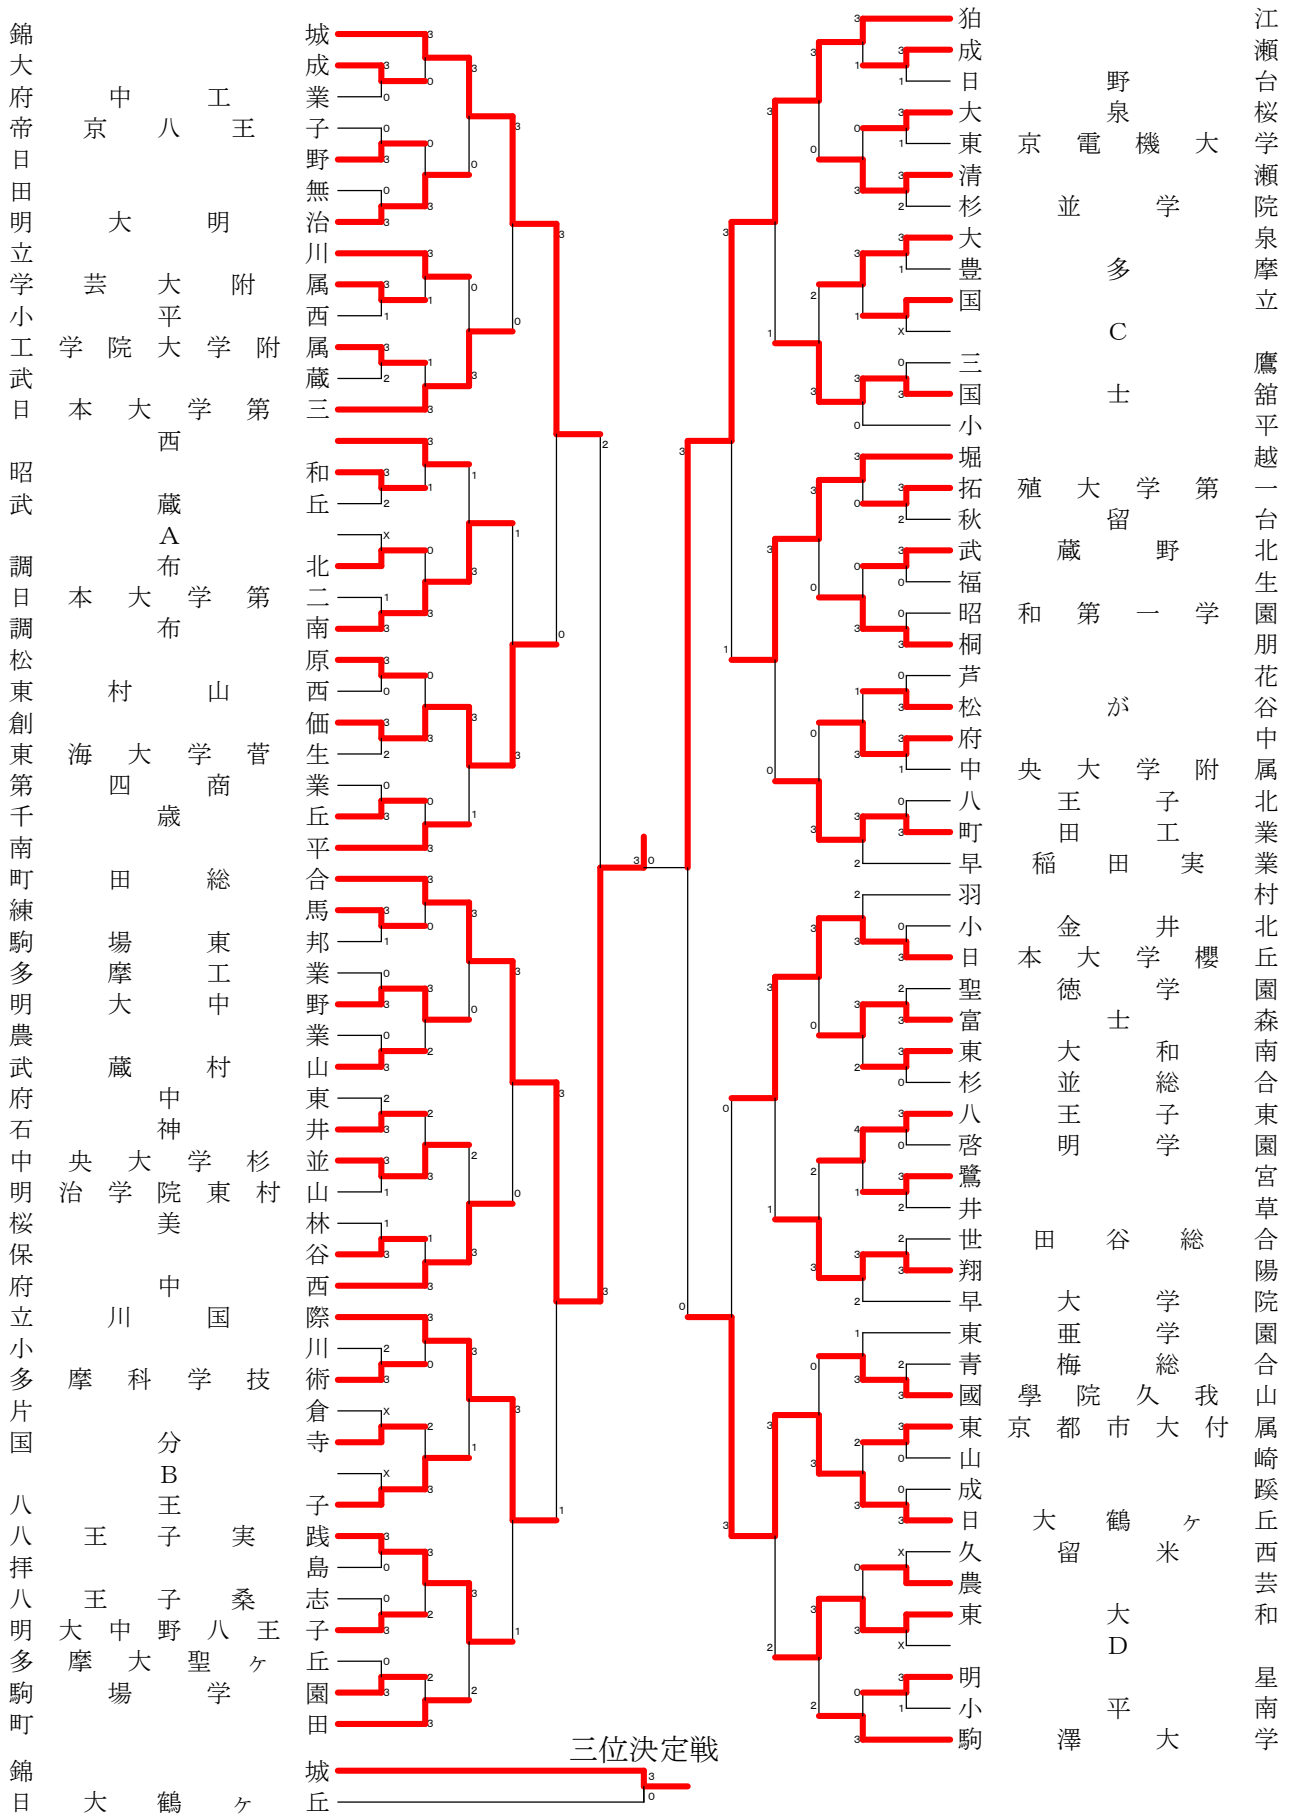 錦城
大成
府中工業
帝京八王子
日野
田無
明大明治
立川
学芸大附属
小平西
工学院大学附属
武蔵
日本大学第三
西
昭和
武蔵丘
A
調布北
日本大学第二
調布南
松原
東村山西
創価
東海大学菅生
第四商業
千歳丘
南平
町田総合
練馬
駒場東邦
多摩工業
明大中野
農業
武蔵村山
府中東
石神井
中央大学杉並
明治学院東村山
桜美林
保谷
府中西
立川国際
小川
多摩科学技術
片倉
国分寺
B
八王子
八王子実践
拝島
八王子桑志
明大中野八王子
多摩大聖ヶ丘
駒場学園
町田
狛江
成瀬
日野台
大泉桜
東京電機大学
清瀬
杉並学院
大泉
豊多摩
国立
C
三鷹
国士舘
小平
堀越
拓殖大学第一
秋留台
武蔵野北
福生
昭和第一学園
桐朋
芦花
松が谷
府中
中央大学附属
八王子北
町田工業
早稲田実業
羽村
小金井北
日本大学櫻丘
聖徳学園
富士森
東大和南
杉並総合
八王子東
啓明学園
鷺宮
井草
世田谷総合
翔陽
早大学院
東亜学園
青梅総合
國學院久我山
東京都市大付属
山崎
成蹊
日大鶴ヶ丘
久留米西
農芸
東大和
D
明星
小平南
駒澤大学
三位決定戦
錦城
日大鶴ヶ丘